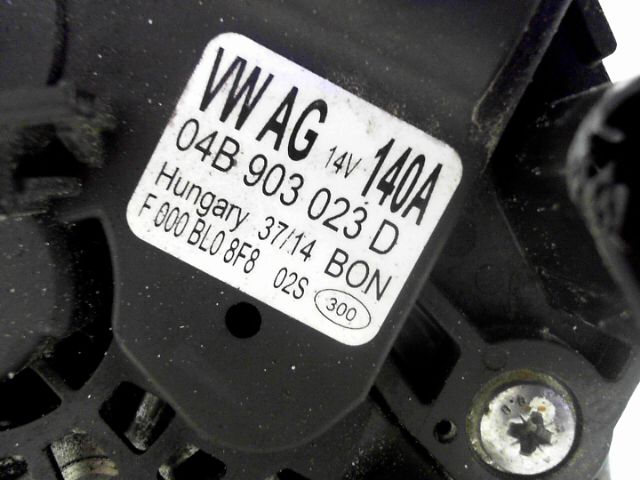 VW AG 14V 140A
04B 903 023 D
Hungary 37/14 BON
F 000 BL0 8F8 02S 300